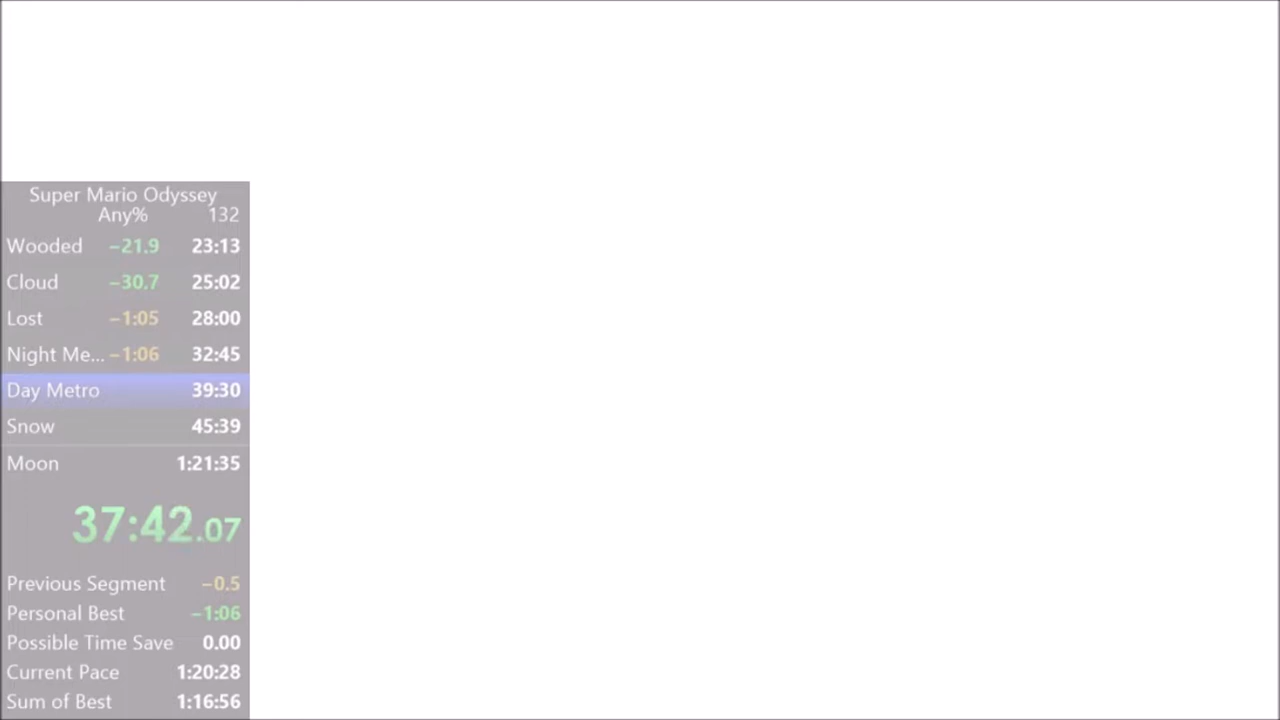 Super Mario Odyssey
Any% 132
Wooded −21.9 23:13
Cloud −30.7 25:02
Lost −1:05 28:00
Night Me... −1:06 32:45
Day Metro 39:30
Snow 45:39
Moon 1:21:35
37:42.07
Previous Segment −0.5
Personal Best −1:06
Possible Time Save 0.00
Current Pace 1:20:28
Sum of Best 1:16:56